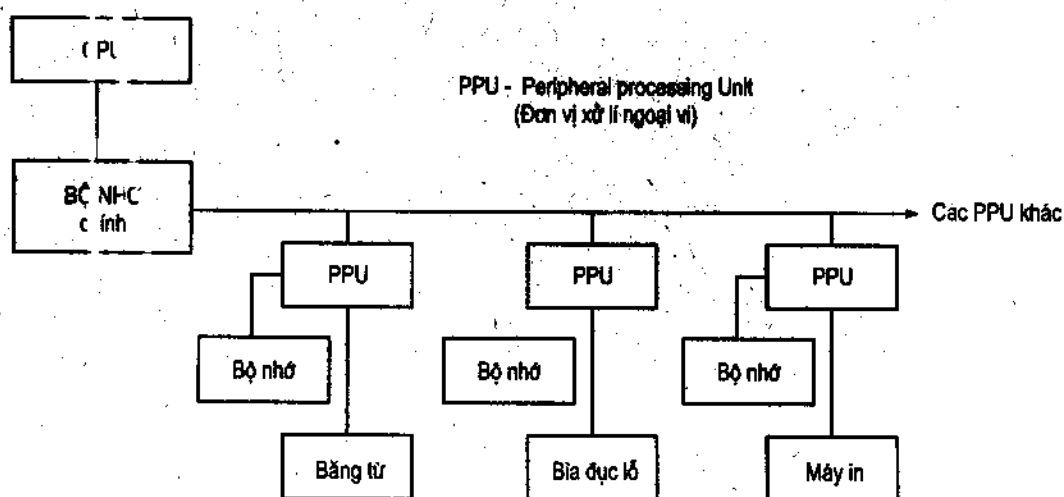 PPU - Peripheral processing Unit
(Đơn vị xử lí ngoại vi)
Các PPU khác
PPU
PPU
PPU
Bộ nhớ
Bộ nhớ
Bộ nhớ
Băng từ
Bìa đục lỗ
Máy in